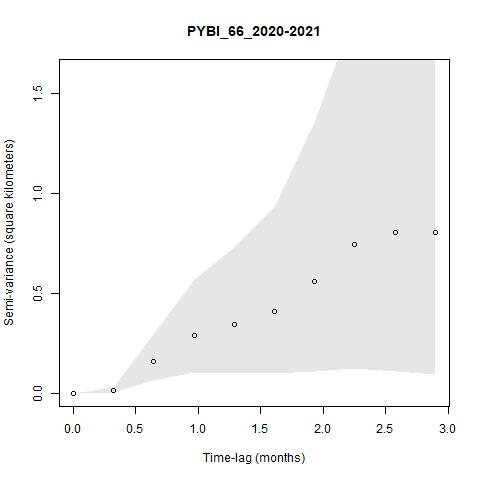 PYBI_66_2020-2021
Semi-variance (square kilometers)
1.5
1.0
0.5
0.0
0.0 0.5 1.0 1.5 2.0 2.5 3.0
Time-lag (months)